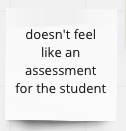 doesn't feel
like an
assessment
for the student